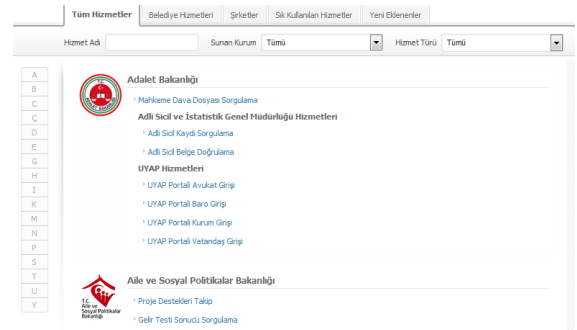 Tüm Hizmetler Belediye Hizmetleri Şirketler Sık Kullanılan Hizmetler Yeni Eklenenler
Hizmet Adı Sunan Kurum Tümü Hizmet Türü Tümü
A
B
C
Ç
D
E
G
H
İ
K
M
N
P
S
T
U
Y
Adalet Bakanlığı
Mahkeme Dava Dosyası Sorgulama
Adli Sicil ve İstatistik Genel Müdürlüğü Hizmetleri
Adli Sicil Kaydı Sorgulama
Adli Sicil Belge Doğrulama
UYAP Hizmetleri
UYAP Portalı Avukat Girişi
UYAP Portalı Baro Girişi
UYAP Portalı Kurum Girişi
UYAP Portalı Vatandaş Girişi
T.C.
Aile ve
Sosyal Politikalar
Bakanlığı
Aile ve Sosyal Politikalar Bakanlığı
Proje Destekleri Takip
Gelir Testi Sonucu Sorgulama